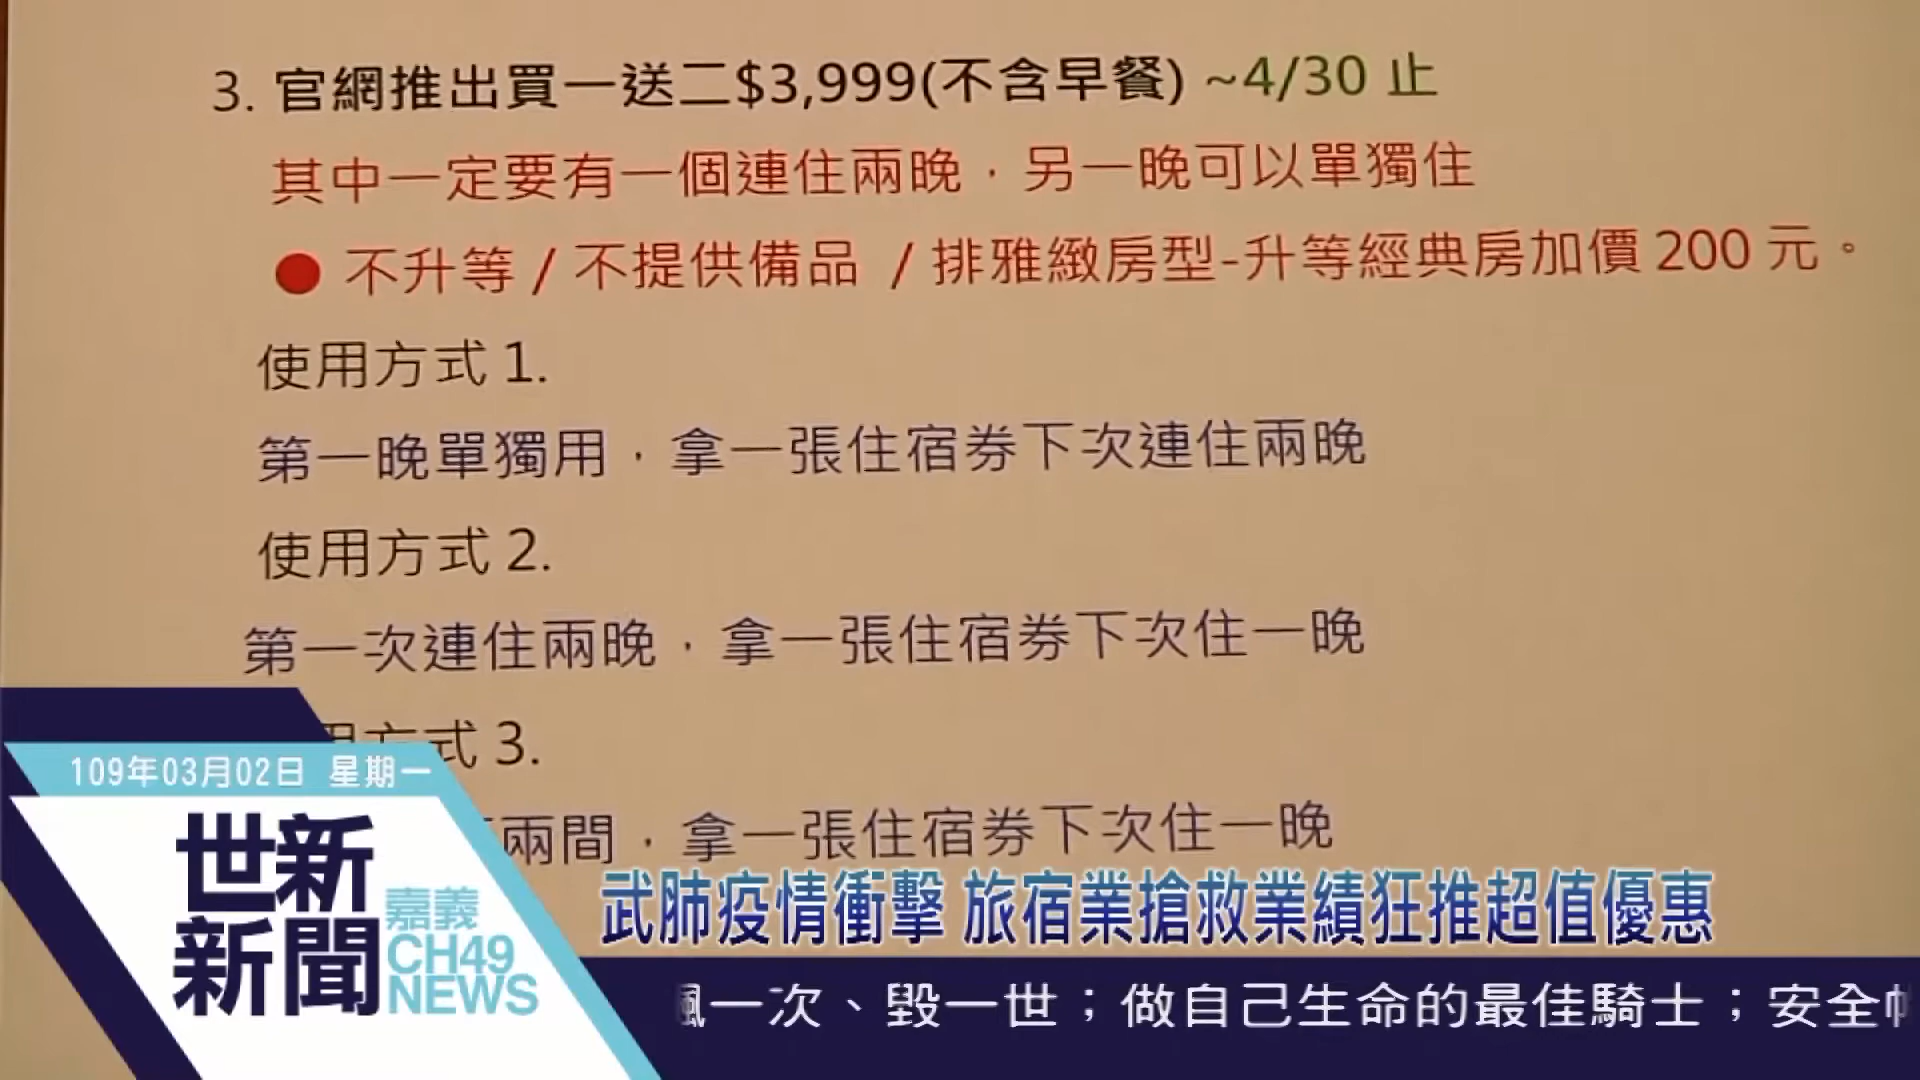 3. 官網推出買一送二$3,999(不含早餐) ~4/30 止
其中一定要有一個連住兩晚，另一晚可以單獨住
● 不升等 / 不提供備品 / 排雅緻房型-升等經典房加價 200 元。
使用方式 1.
第一晚單獨用，拿一張住宿券下次連住兩晚
使用方式 2.
第一次連住兩晚，拿一張住宿券下次住一晚
方式 3.
兩間，拿一張住宿券下次住一晚
109年03月02日 星期一
世新
新聞
嘉義
CH49
NEWS
武肺疫情衝擊 旅宿業搶救業績狂推超值優惠
一次、毀一世；做自己生命的最佳騎士；安全